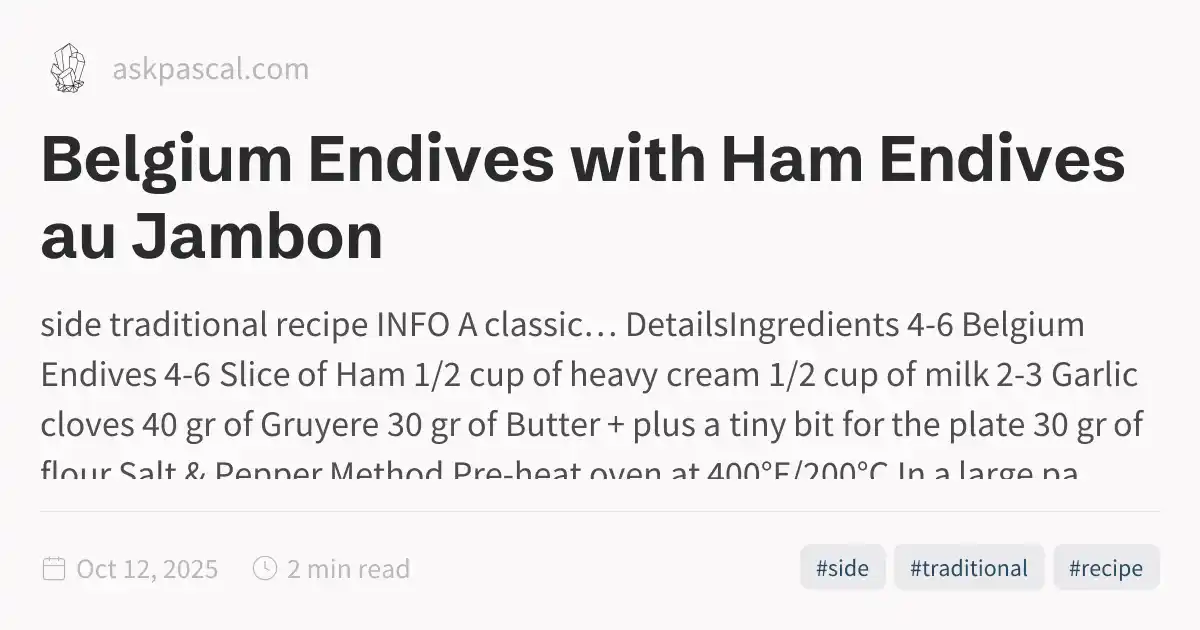 askpascal.com
Belgium Endives with Ham Endives
au Jambon
side traditional recipe INFO A classic… DetailsIngredients 4-6 Belgium
Endives 4-6 Slice of Ham 1/2 cup of heavy cream 1/2 cup of milk 2-3 Garlic
cloves 40 gr of Gruyere 30 gr of Butter + plus a tiny bit for the plate 30 gr of
flour Salt & Pepper Method Pre-heat oven at 400°F/200°C In a large pa
Oct 12, 2025 2 min read #side #traditional #recipe